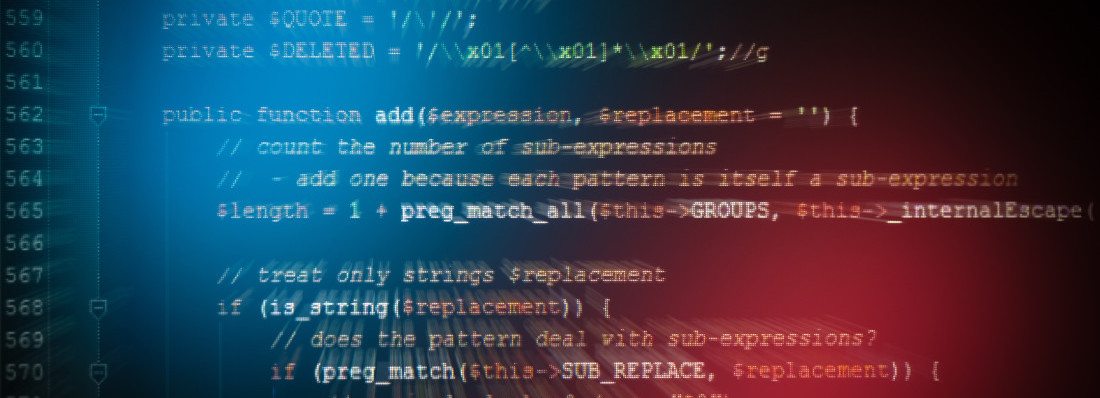 559 private $QUOTE = '/\'/';
560 private $DELETED = '/\\x01[^\\x01]*\\x01/';//g
561
562 public function add($expression, $replacement = '') {
563 // count the number of sub-expressions
564 // - add one because each pattern is itself a sub-expression
565 $length = 1 + preg_match_all($this->GROUPS, $this->_internalEscape(
566
567 // treat only strings $replacement
568 if (is_string($replacement)) {
569 // does the pattern deal with sub-expressions?
570 if (preg_match($this->SUB_REPLACE, $replacement)) {